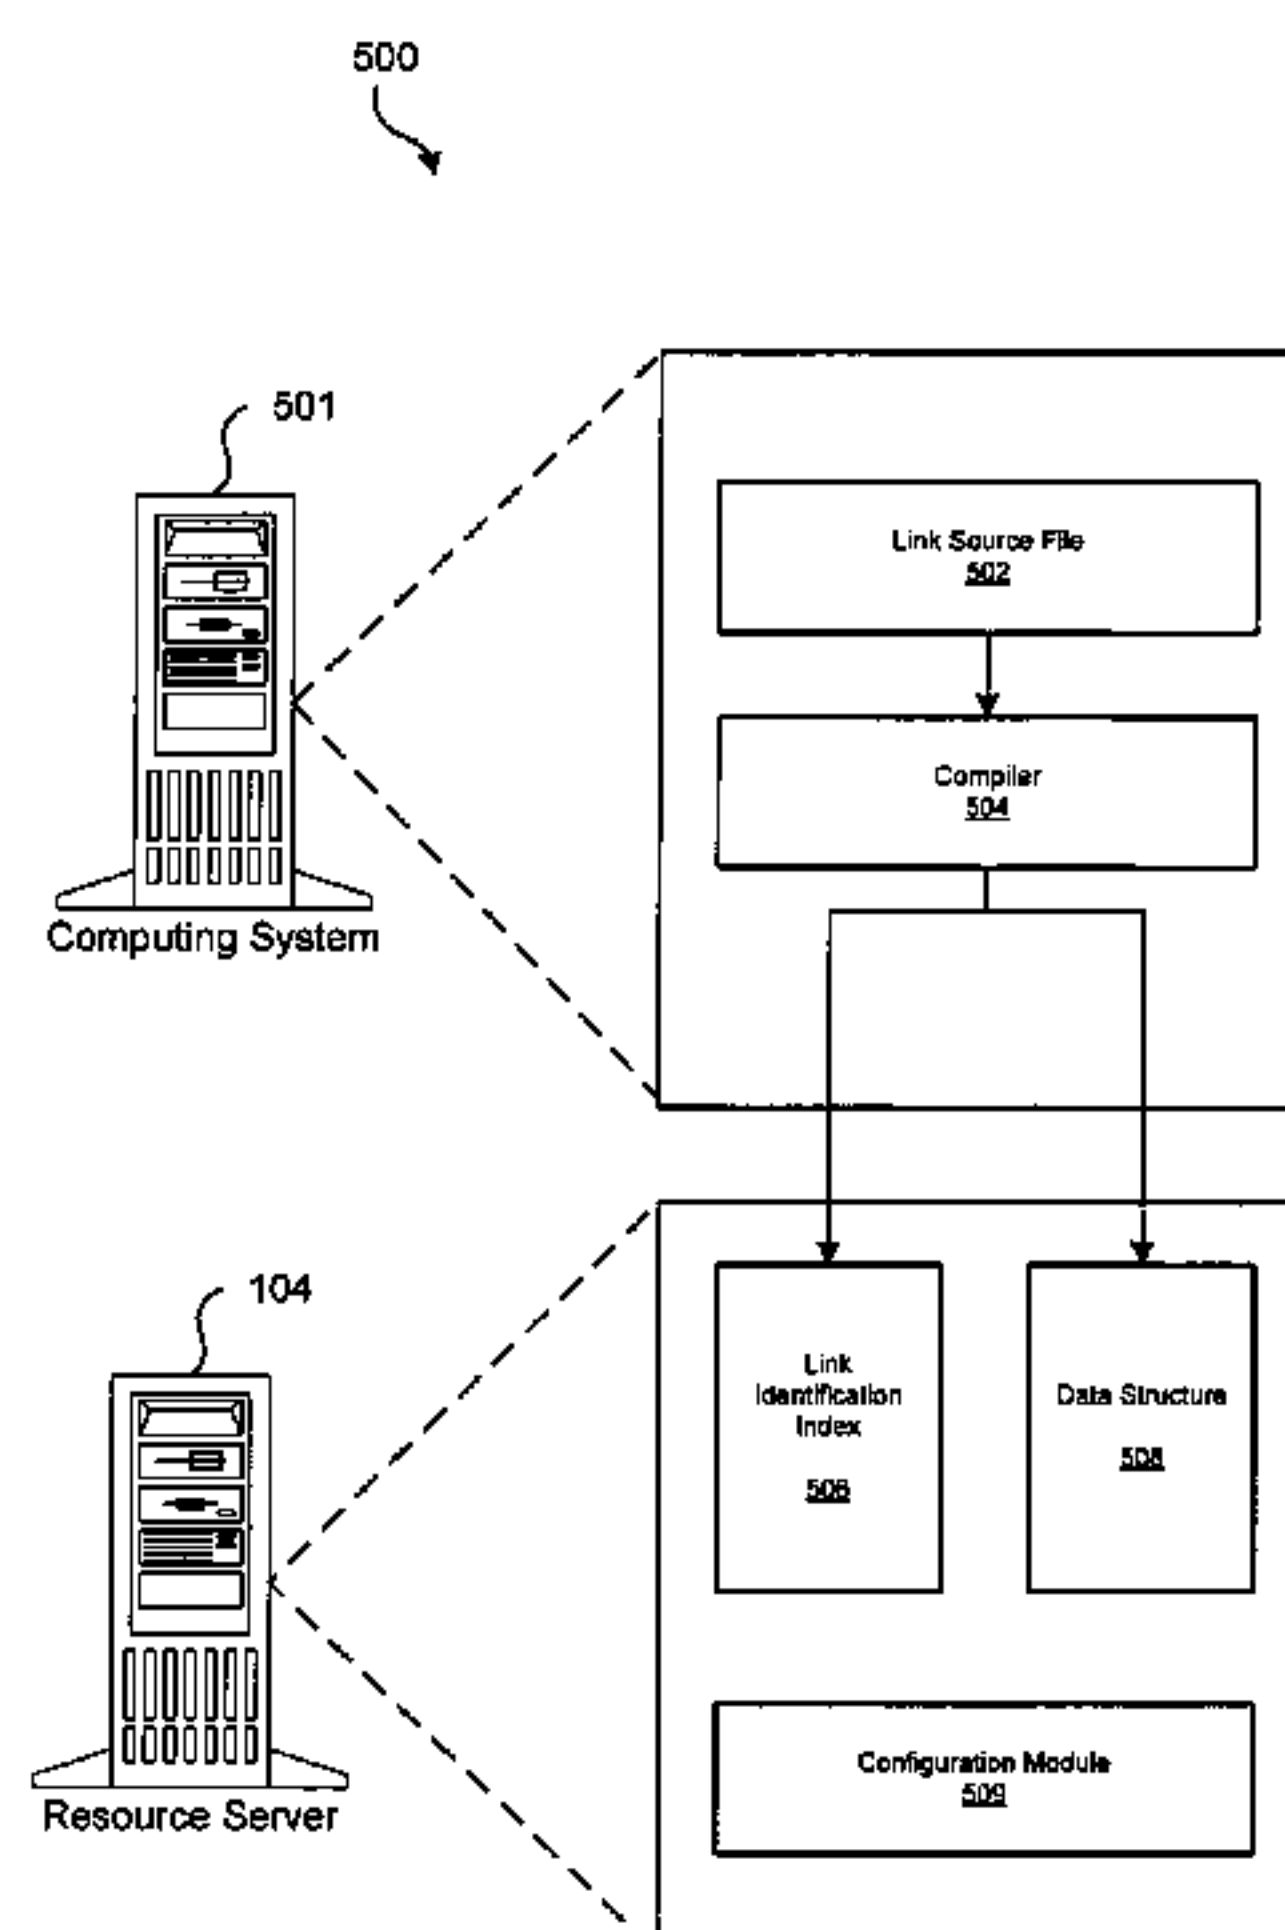 500
501
Link Source File
502
Compiler
504
Computing System
104
Link
Identification
Index
506
Data Structure
508
Configuration Module
509
Resource Server